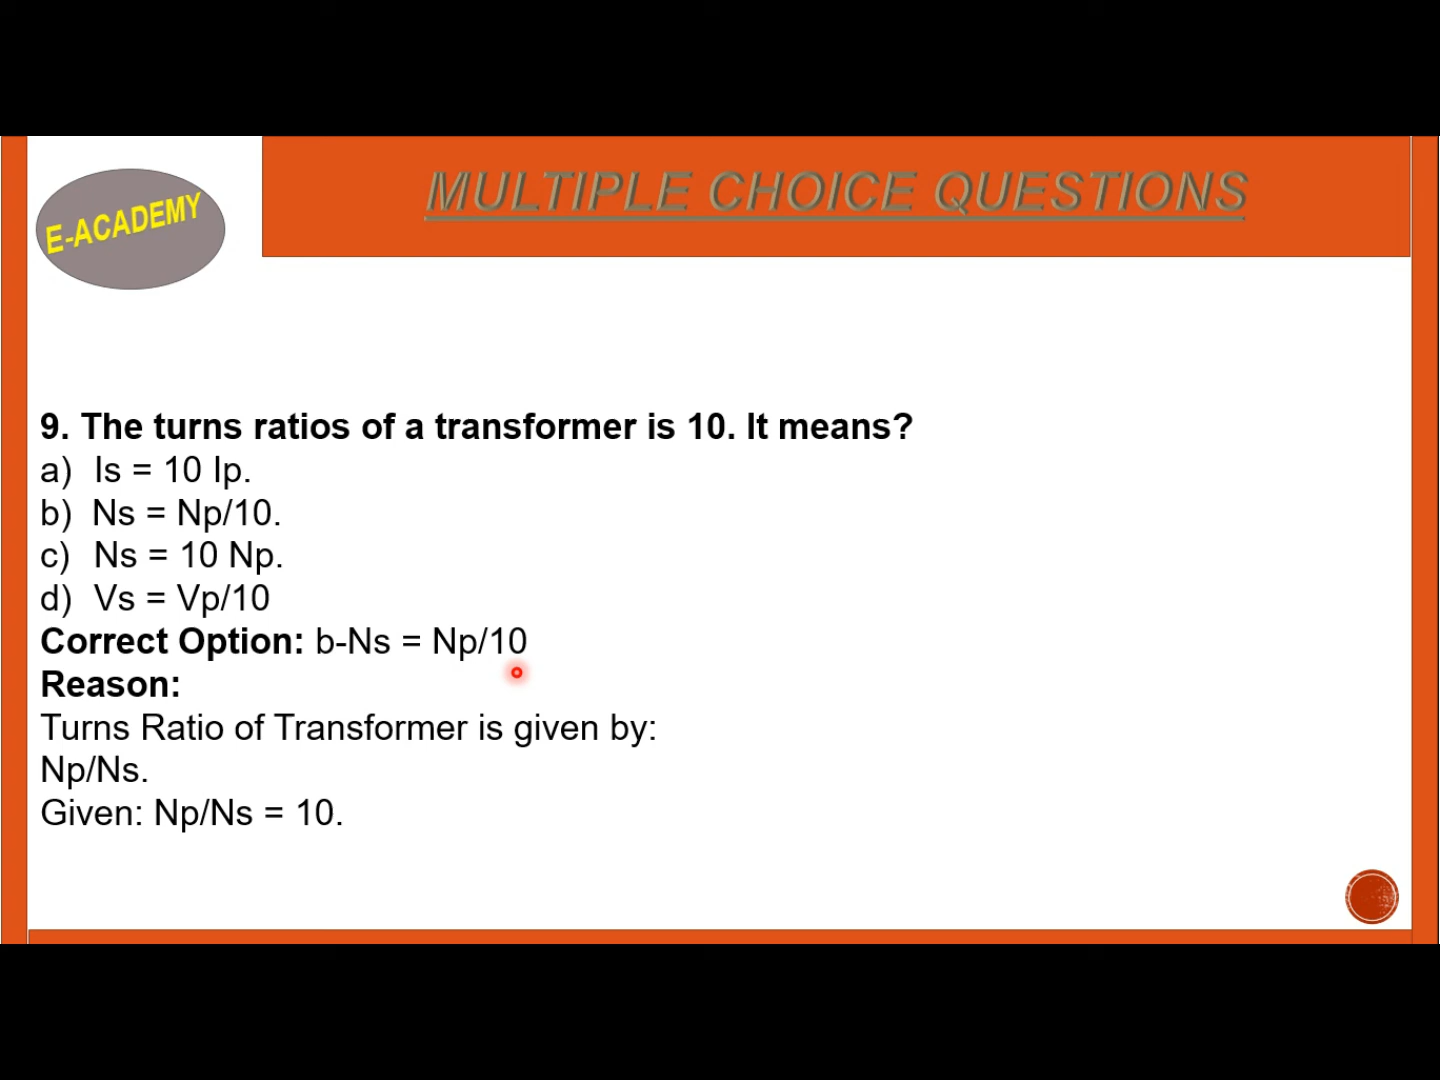 E-ACADEMY
MULTIPLE CHOICE QUESTIONS
9. The turns ratios of a transformer is 10. It means?
a) Is = 10 Ip.
b) Ns = Np/10.
c) Ns = 10 Np.
d) Vs = Vp/10
Correct Option: b-Ns = Np/10
Reason:
Turns Ratio of Transformer is given by:
Np/Ns.
Given: Np/Ns = 10.